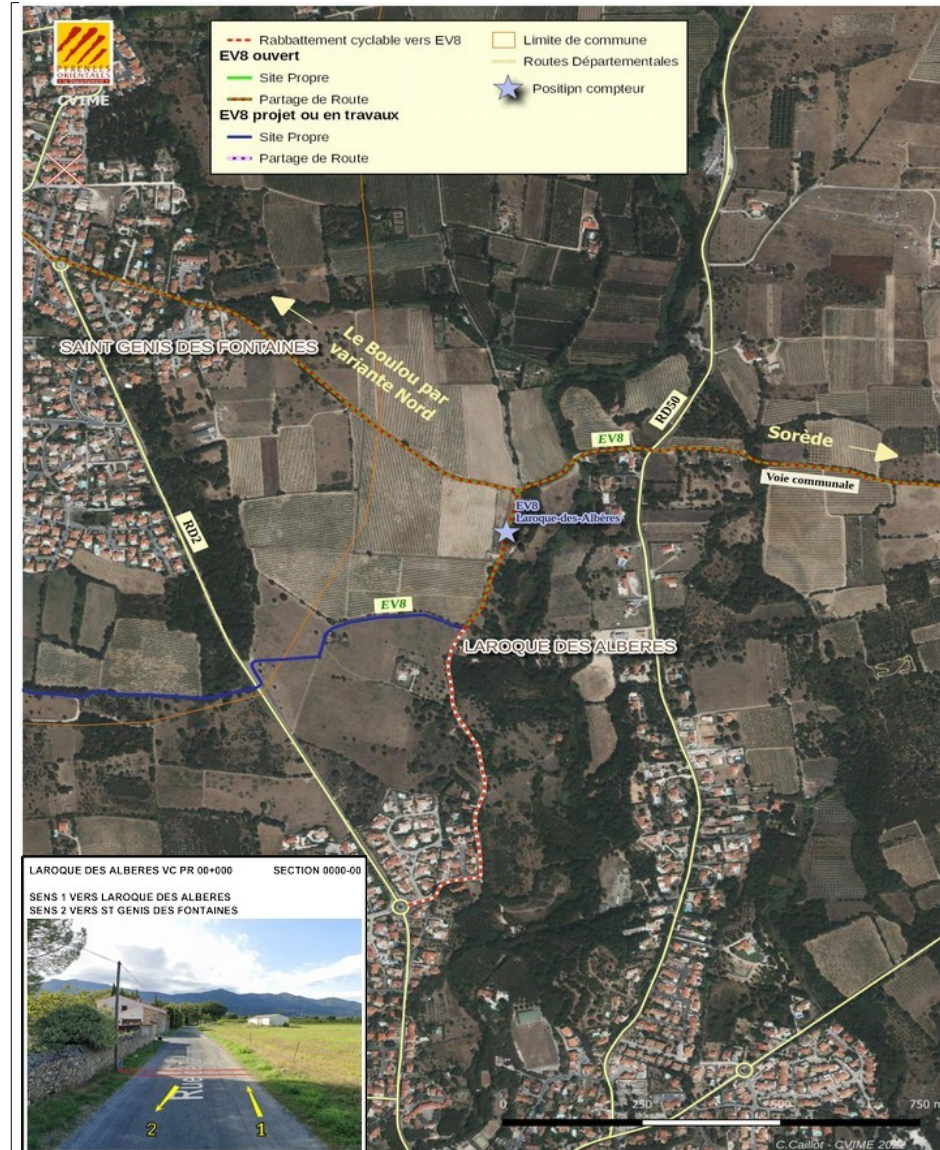 PYRENEES
ORIENTALES
le Département
CVIME
Rabbattement cyclable vers EV8
EV8 ouvert
Site Propre
Partage de Route
EV8 projet ou en travaux
Site Propre
Partage de Route
Limite de commune
Routes Départementales
Positipn compteur
SAINT GENIS DES FONTAINES
Le Boulou par
variante Nord
RD50
EV8
Sorède
Voie communale
EV8
Laroque-des-Albères
RD2
EV8
LAROQUE DES ALBERES
LAROQUE DES ALBERES VC PR 00+000 SECTION 0000-00
SENS 1 VERS LAROQUE DES ALBERES
SENS 2 VERS ST GENIS DES FONTAINES
2
1
0 250 500 750 m
C.Caillot - CVIME